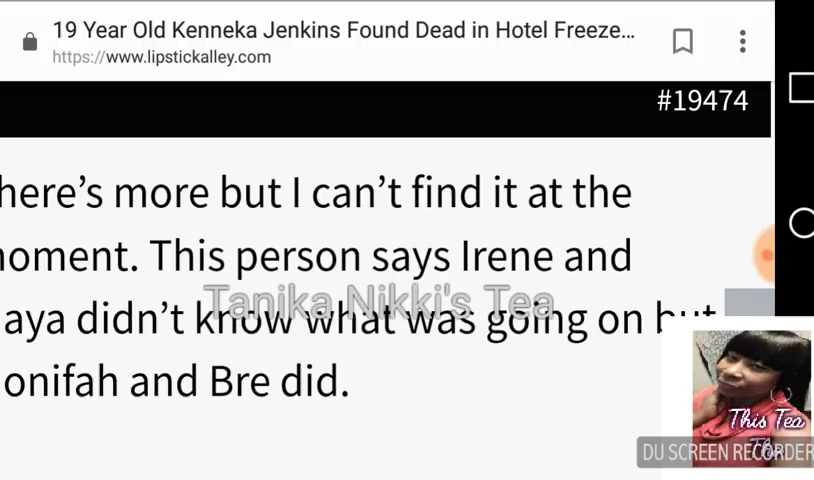 19 Year Old Kenneka Jenkins Found Dead in Hotel Freeze...
https://www.lipstickalley.com
#19474
here's more but I can't find it at the
noment. This person says Irene and
Tanika Nikki's Tea
aya didn't know what was going on but
onifah and Bre did.
This Tea
DU SCREEN RECORDER